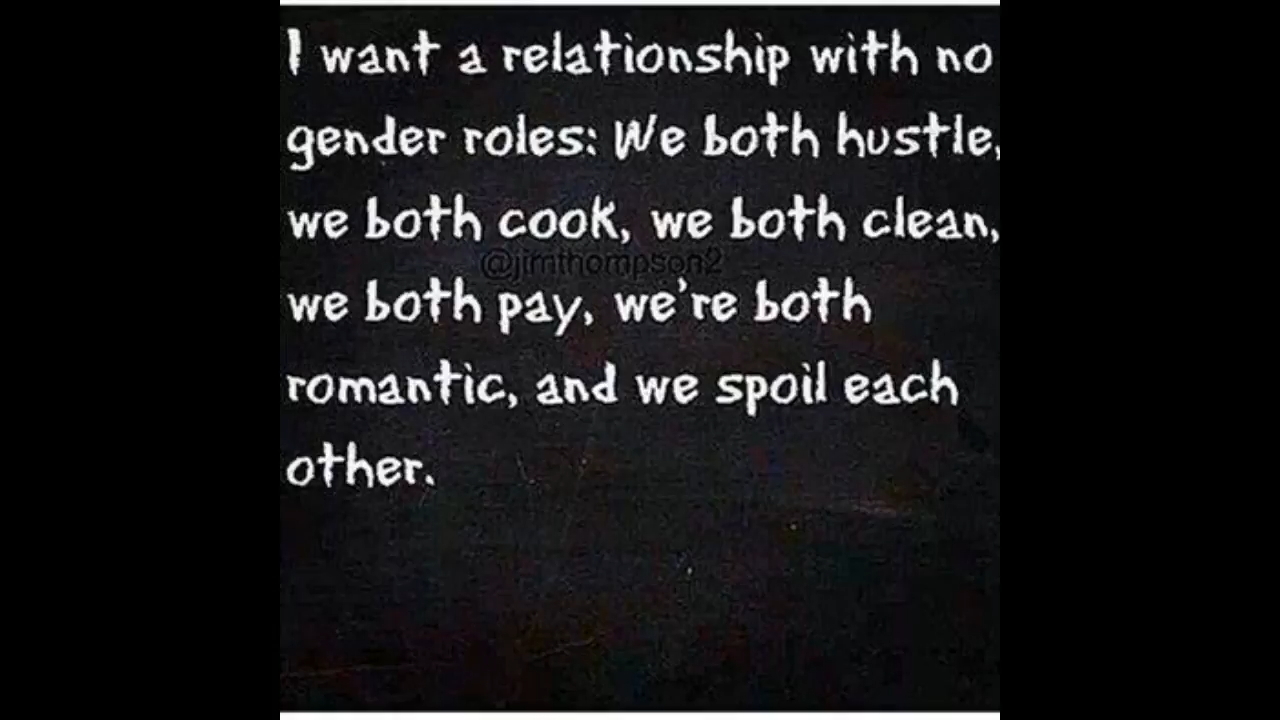 I want a relationship with no
gender roles: We both hustle,
we both cook, we both clean,
@jimthompson2
we both pay, we're both
romantic, and we spoil each
other.